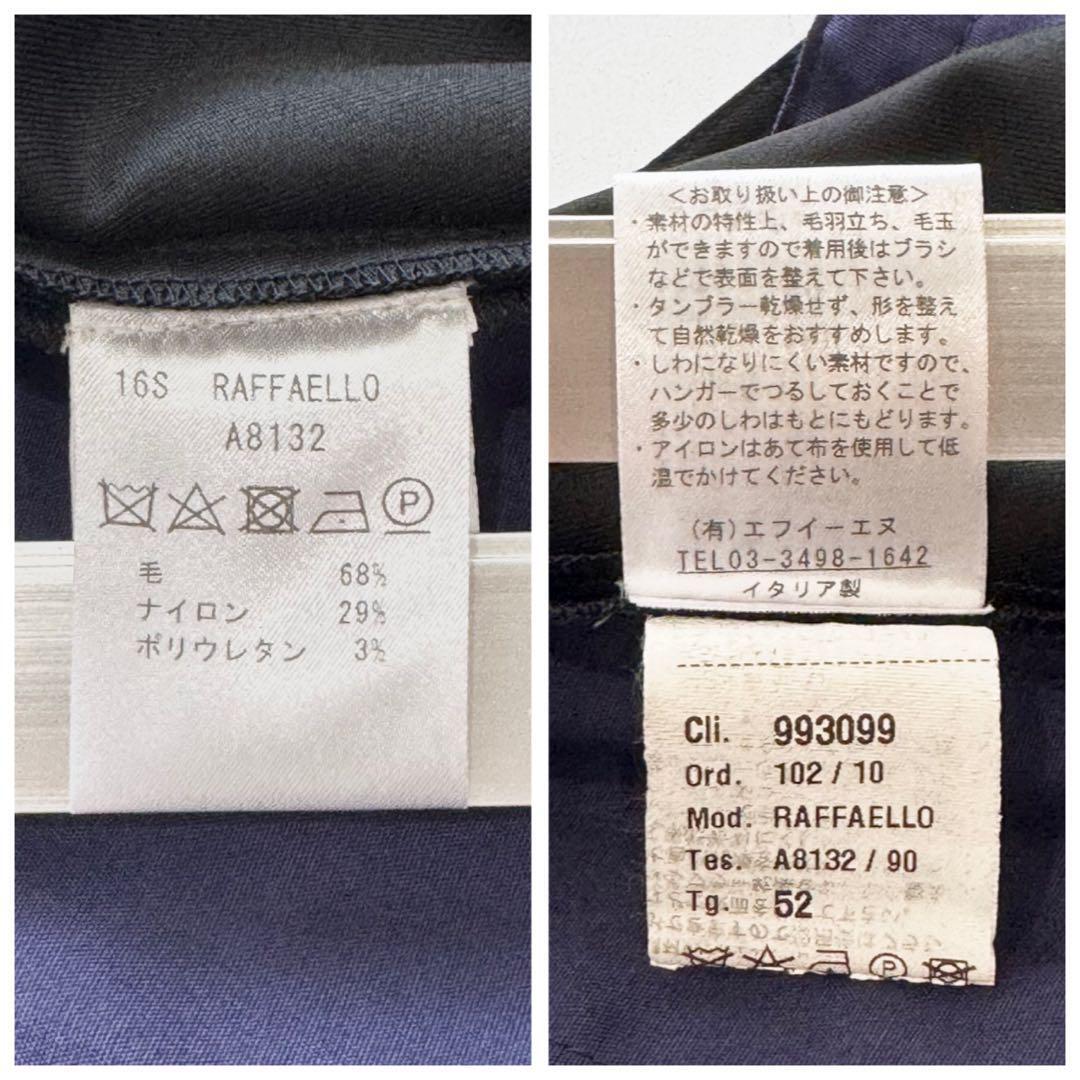 16S RAFFAELLO
A8132
P
毛 68%
ナイロン 29%
ポリウレタン 3%
＜お取り扱い上の御注意＞
・素材の特性上、毛羽立ち、毛玉
ができますので着用後はブラシ
などで表面を整えて下さい。
・タンブラー乾燥せず、形を整え
て自然乾燥をおすすめします。
・しわになりにくい素材ですので、
ハンガーでつるしておくことで
多少のしわはもとにもどります。
・アイロンはあて布を使用して低
温でかけてください。
(有)エフイーエヌ
TEL03-3498-1642
イタリア製
Cli. 993099
Ord. 102 / 10
Mod. RAFFAELLO
Tes. A8132 / 90
Tg. 52
P